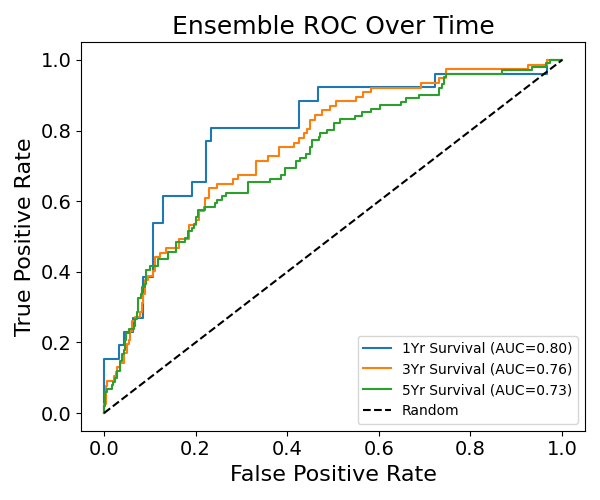 Ensemble ROC Over Time
True Positive Rate
1.0
0.8
0.6
0.4
0.2
0.0
1Yr Survival (AUC=0.80)
3Yr Survival (AUC=0.76)
5Yr Survival (AUC=0.73)
Random
0.0 0.2 0.4 0.6 0.8 1.0
False Positive Rate